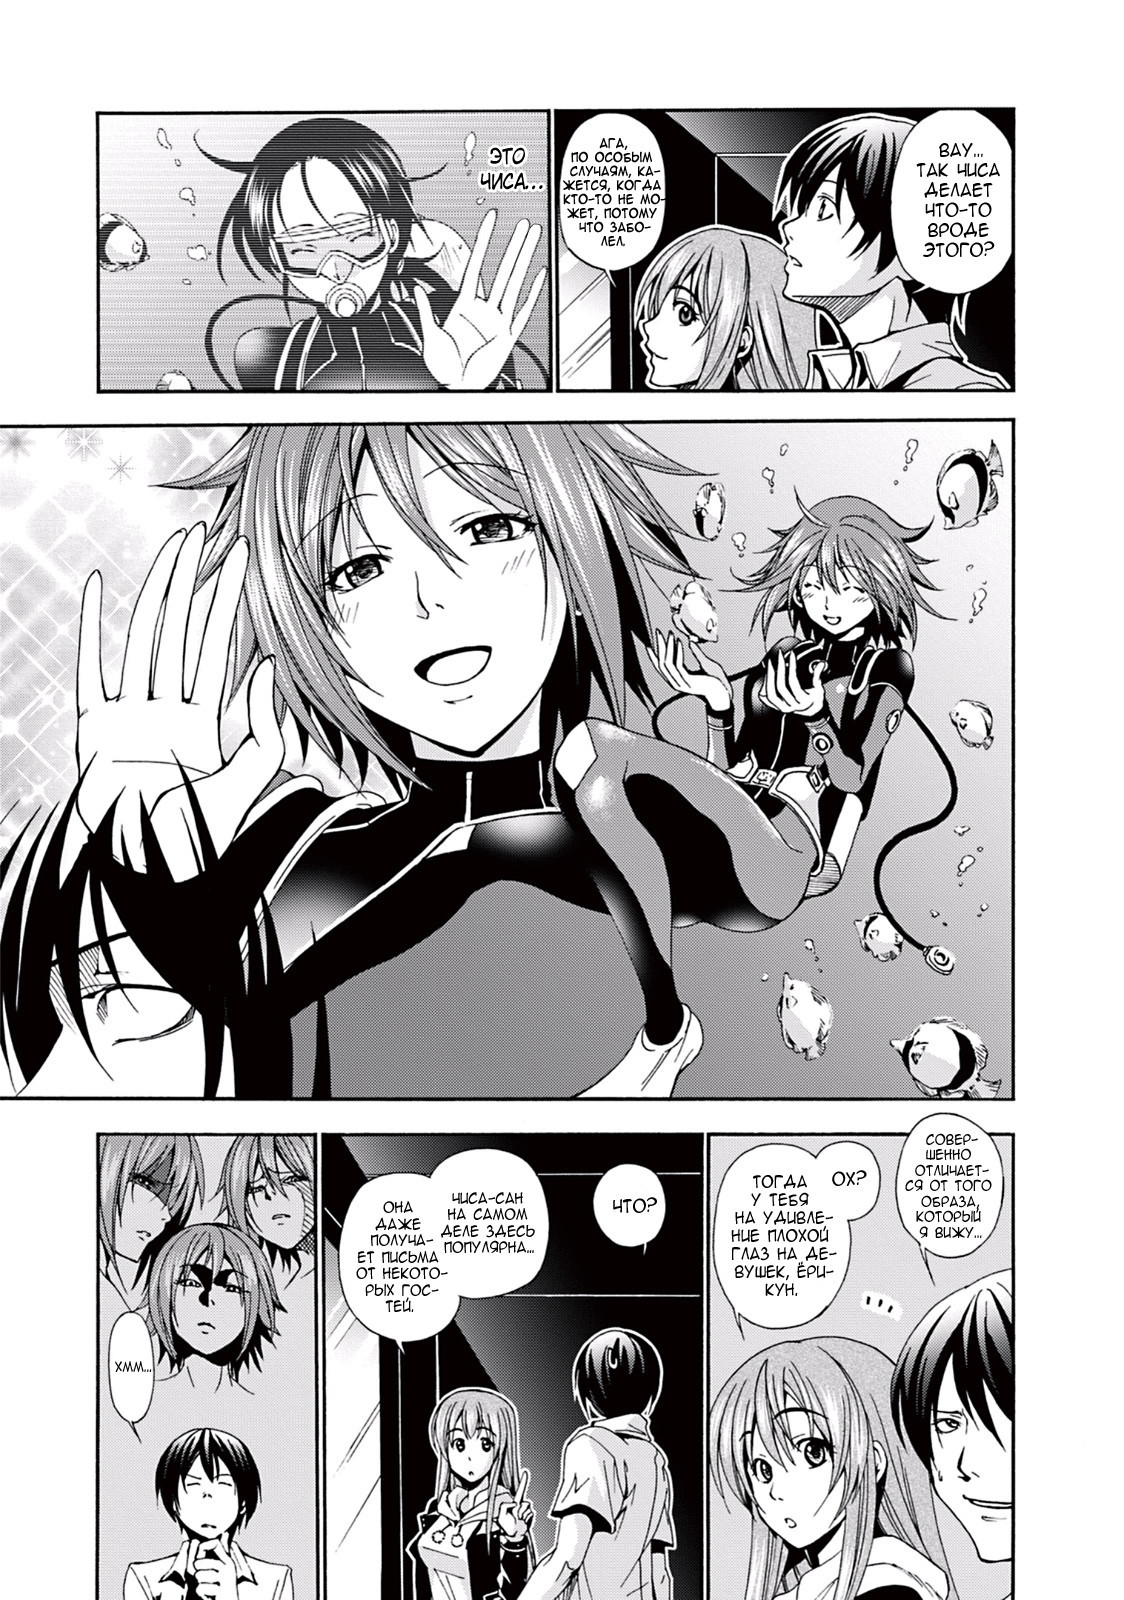 ВАУ...
ТАК ЧИСА
ДЕЛАЕТ
ЧТО-ТО
ВРОДЕ
ЭТОГО?
АГА,
ПО ОСОБЫМ
СЛУЧАЯМ, КА-
ЖЕТСЯ, КОГДА
КТО-ТО НЕ МО-
ЖЕТ, ПОТОМУ
ЧТО ЗАБО-
ЛЕЛ.
ЭТО
ЧИСА...
СОВЕР-
ШЕННО
ОТЛИЧАЕТ-
СЯ ОТ ТОГО
ОБРАЗА,
КОТОРЫЙ
Я ВИЖУ...
ОХ?
ТОГДА
У ТЕБЯ
НА УДИВЛЕ-
НИЕ ПЛОХОЙ
ГЛАЗ НА ДЕ-
ВУШЕК, ЁРИ-
КУН.
ЧТО?
ЧИСА-САН
НА САМОМ
ДЕЛЕ ЗДЕСЬ
ПОПУЛЯРНА...
ОНА
ДАЖЕ
ПОЛУЧА-
ЕТ ПИСЬМА
ОТ НЕКОТО-
РЫХ ГОС-
ТЕЙ.
ХММ...